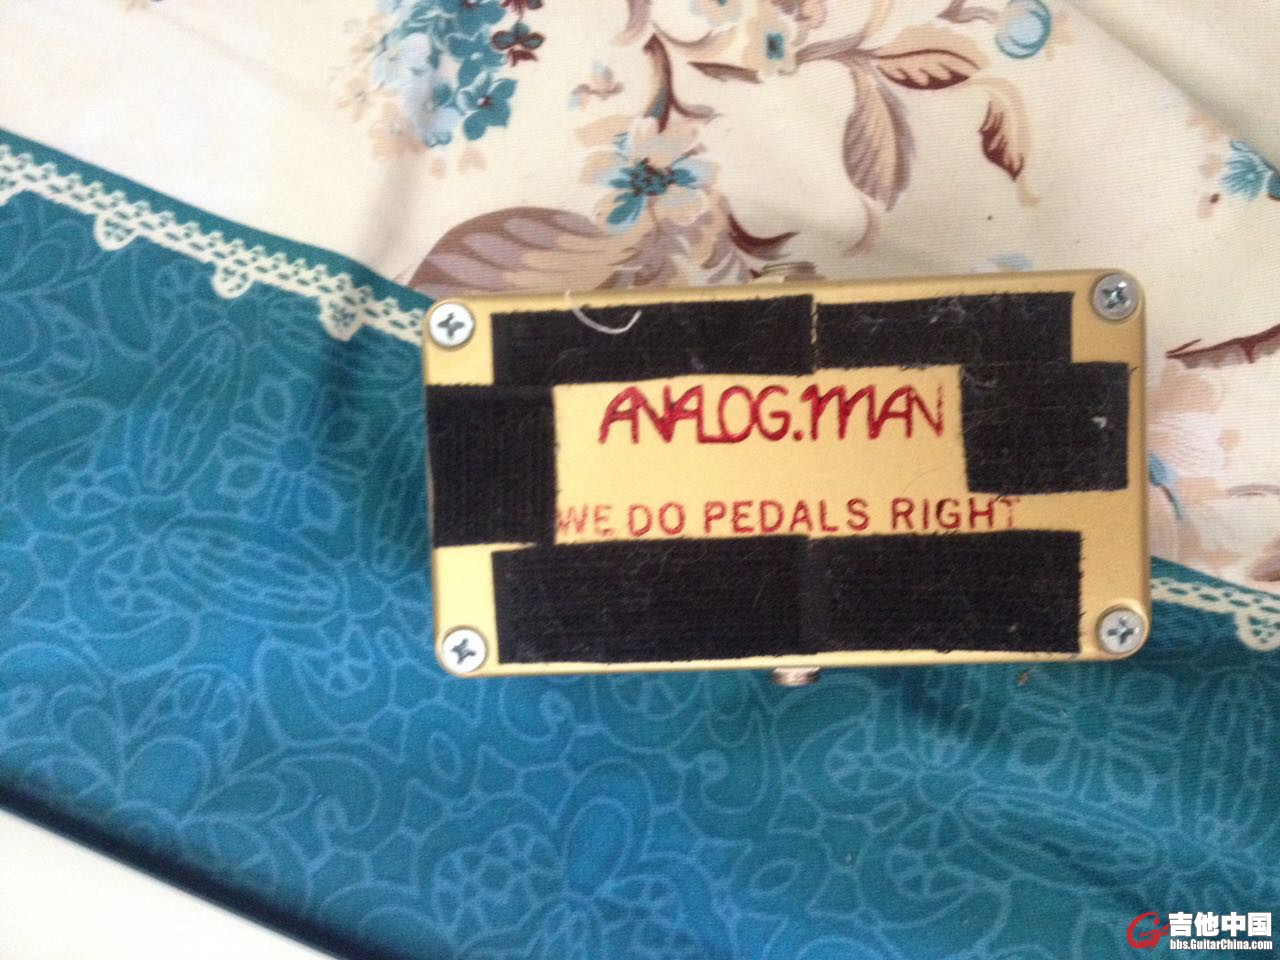 ANALOG.MAN
WE DO PEDALS RIGHT
吉他中国
bbs.GuitarChina.com